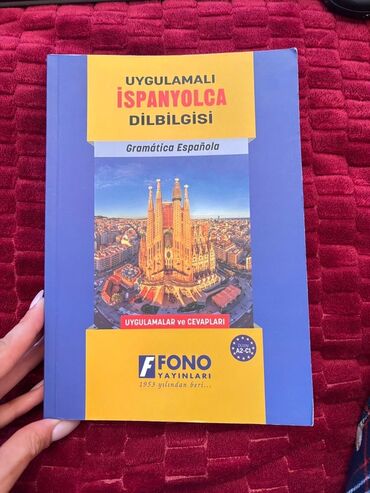 UYGULAMALI
İSPANYOLCA
DİLBİLGİSİ
Gramática Española
UYGULAMALAR ve CEVAPLARI
FONO
YAYINLARI
1953 yılından beri...
A2-C1